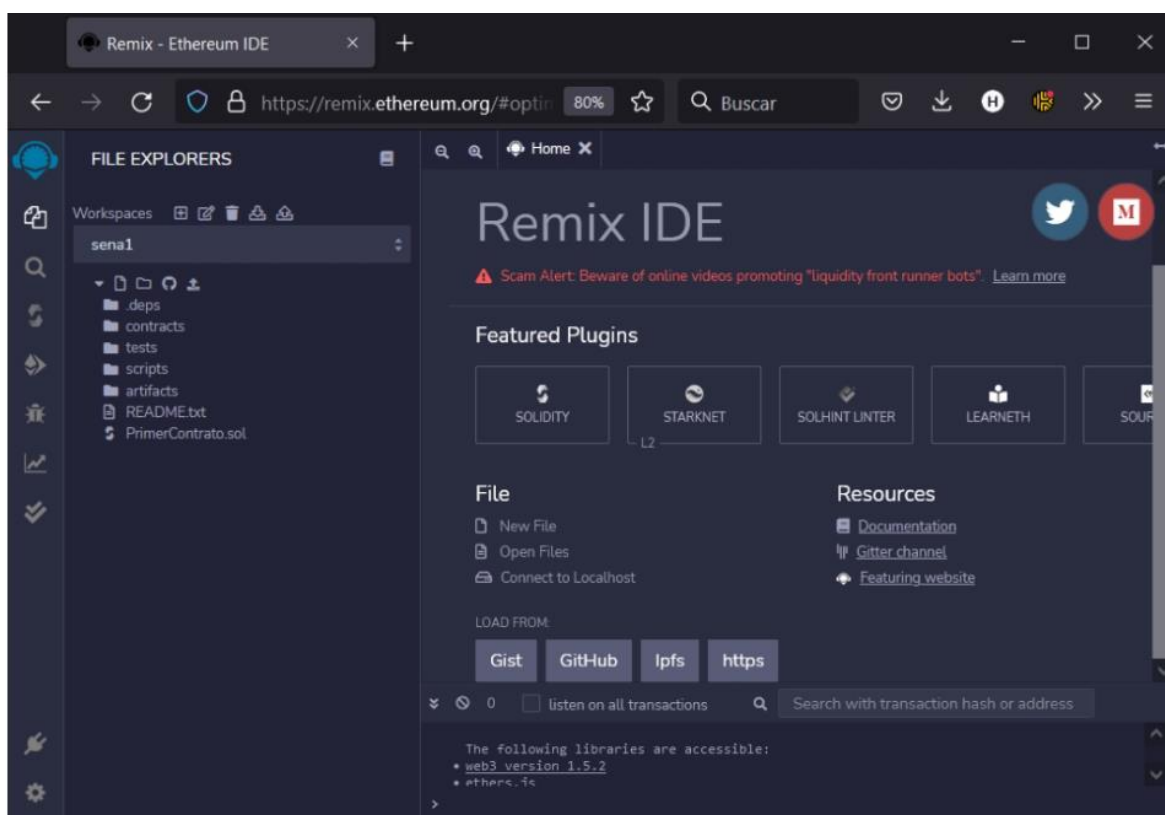 Remix - Ethereum IDE
https://remix.ethereum.org/#optin 80% Buscar
FILE EXPLORERS
Home
Workspaces
sena1
.deps
contracts
tests
scripts
artifacts
README.txt
PrimerContrato.sol
Remix IDE
Scam Alert: Beware of online videos promoting "liquidity front runner bots". Learn more
Featured Plugins
SOLIDITY
STARKNET
L2
SOLHINT LINTER
LEARNETH
SOUR
File
New File
Open Files
Connect to Localhost
Resources
Documentation
Gitter channel
Featuring website
LOAD FROM:
Gist GitHub Ipfs https
0 listen on all transactions Search with transaction hash or address
The following libraries are accessible:
• web3 version 1.5.2
• ethers.js
>